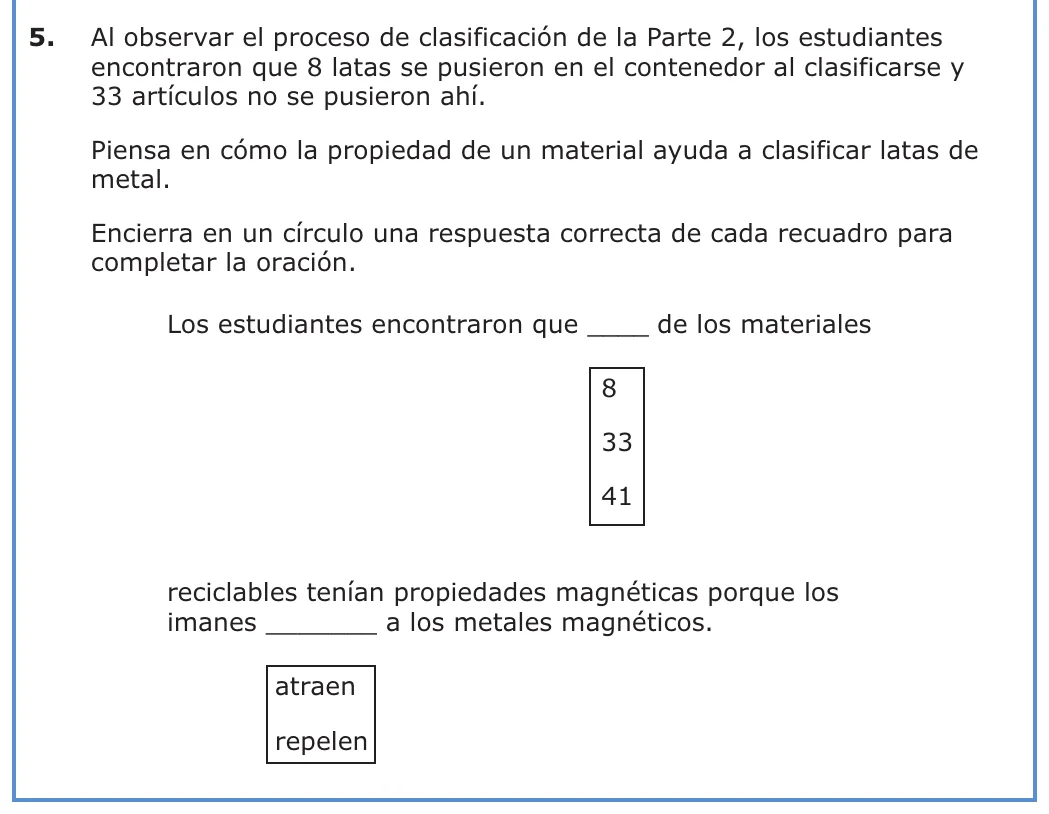 5. Al observar el proceso de clasificación de la Parte 2, los estudiantes
encontraron que 8 latas se pusieron en el contenedor al clasificarse y
33 artículos no se pusieron ahí.
Piensa en cómo la propiedad de un material ayuda a clasificar latas de
metal.
Encierra en un círculo una respuesta correcta de cada recuadro para
completar la oración.
Los estudiantes encontraron que ____ de los materiales
8
33
41
reciclables tenían propiedades magnéticas porque los
imanes _______ a los metales magnéticos.
atraen
repelen